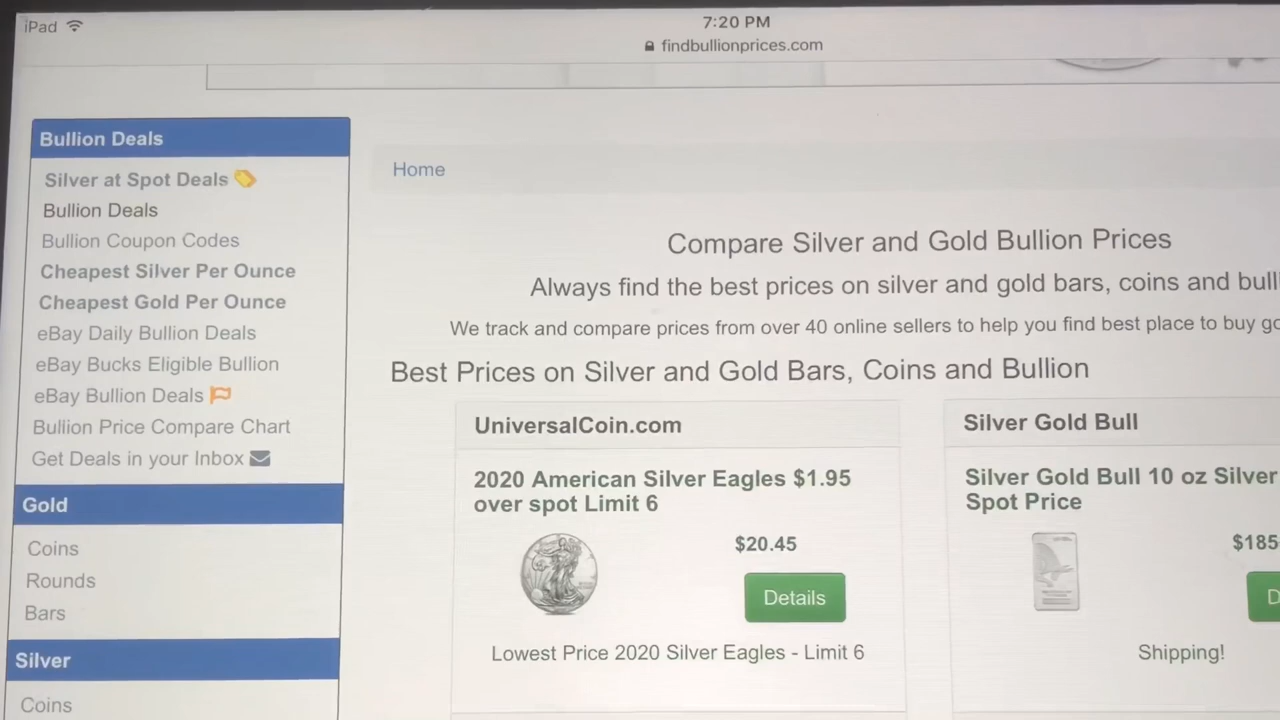 iPad
7:20 PM
findbullionprices.com
Bullion Deals
Silver at Spot Deals
Bullion Deals
Bullion Coupon Codes
Cheapest Silver Per Ounce
Cheapest Gold Per Ounce
eBay Daily Bullion Deals
eBay Bucks Eligible Bullion
eBay Bullion Deals
Bullion Price Compare Chart
Get Deals in your Inbox
Gold
Coins
Rounds
Bars
Silver
Coins
Home
Compare Silver and Gold Bullion Prices
Always find the best prices on silver and gold bars, coins and bull
We track and compare prices from over 40 online sellers to help you find best place to buy
Best Prices on Silver and Gold Bars, Coins and Bullion
UniversalCoin.com
2020 American Silver Eagles $1.95
over spot Limit 6
$20.45
Details
Lowest Price 2020 Silver Eagles - Limit 6
Silver Gold Bull
Silver Gold Bull 10 oz Silver
Spot Price
$185
Shipping!